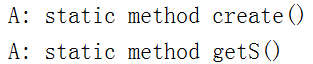 A: static method create()
A: static method getS()